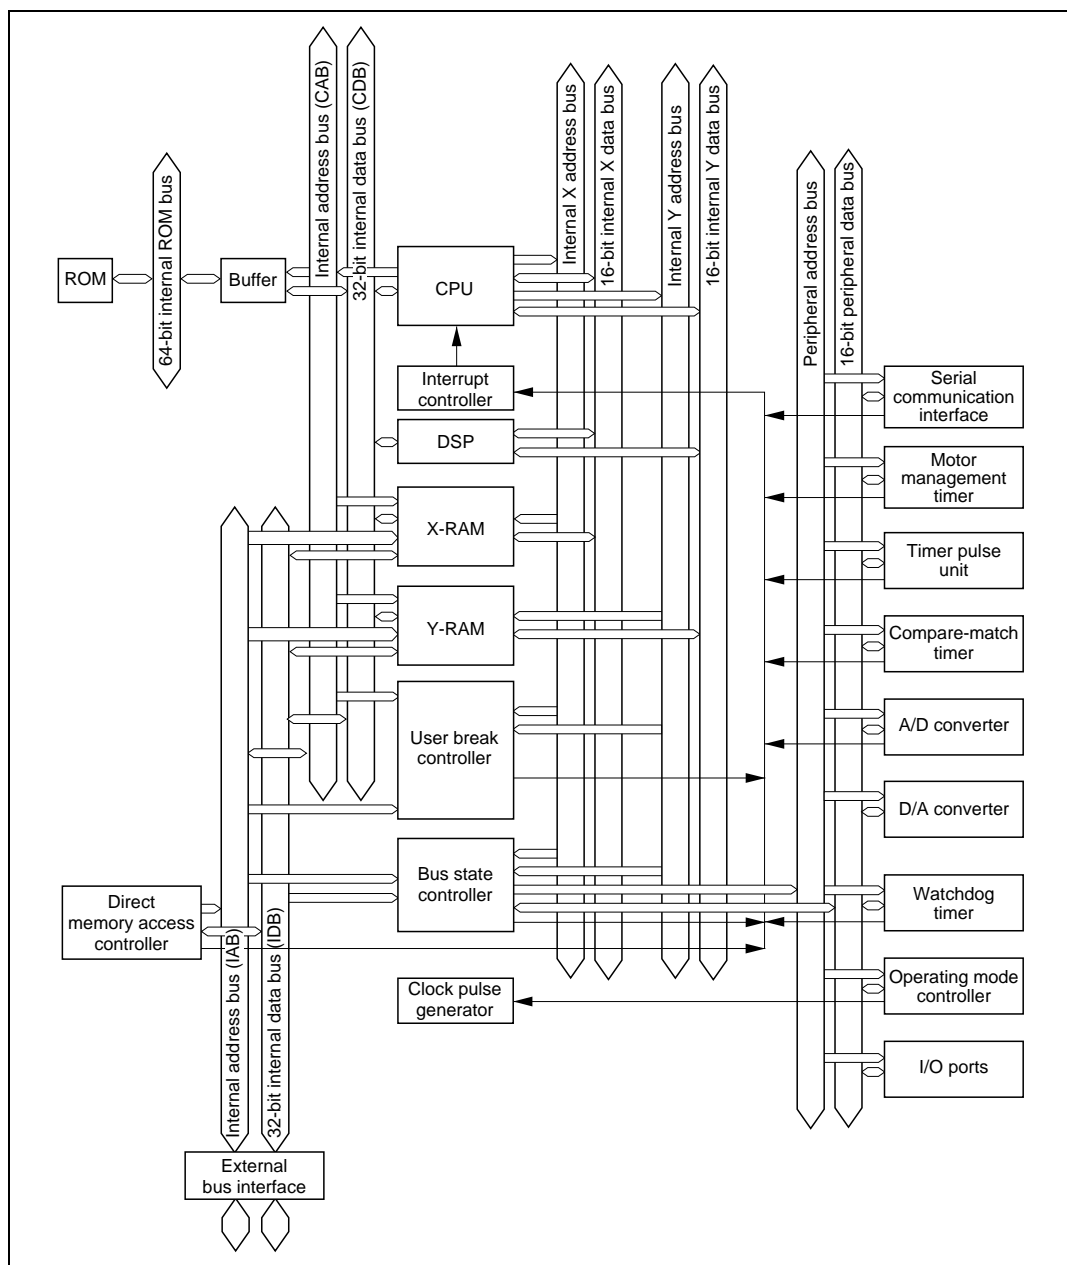 Internal address bus (CAB)
32-bit internal data bus (CDB)
Internal X address bus
16-bit internal X data bus
Internal Y address bus
16-bit internal Y data bus
64-bit internal ROM bus
Peripheral address bus
16-bit peripheral data bus
ROM
Buffer
CPU
Interrupt
controller
DSP
X-RAM
Y-RAM
User break
controller
Bus state
controller
Clock pulse
generator
Serial
communication
interface
Motor
management
timer
Timer pulse
unit
Compare-match
timer
A/D converter
D/A converter
Watchdog
timer
Operating mode
controller
I/O ports
Direct
memory access
controller
Internal address bus (IAB)
32-bit internal data bus (IDB)
External
bus interface